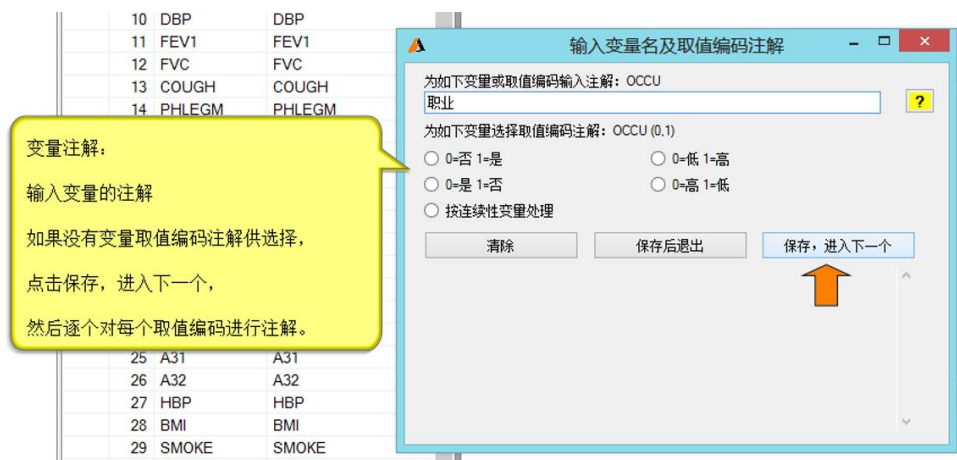 10 DBP DBP
11 FEV1 FEV1
12 FVC FVC
13 COUGH COUGH
14 PHLEGM PHLEGM
变量注解:
输入变量的注解
如果没有变量取值编码注解供选择,
点击保存,进入下一个,
然后逐个对每个取值编码进行注解。
25 A31 A31
26 A32 A32
27 HBP HBP
28 BMI BMI
29 SMOKE SMOKE
输入变量名及取值编码注解
为如下变量或取值编码输入注解:OCCU
职业
?
为如下变量选择取值编码注解:OCCU (0,1)
0=否 1=是 0=低 1=高
0=是 1=否 0=高 1=低
按连续性变量处理
清除 保存后退出 保存,进入下一个